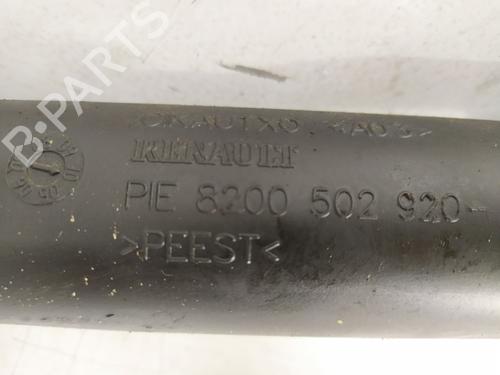 B-PARTS
RENAULT
PIE 8200 502 920-
>PEEST<